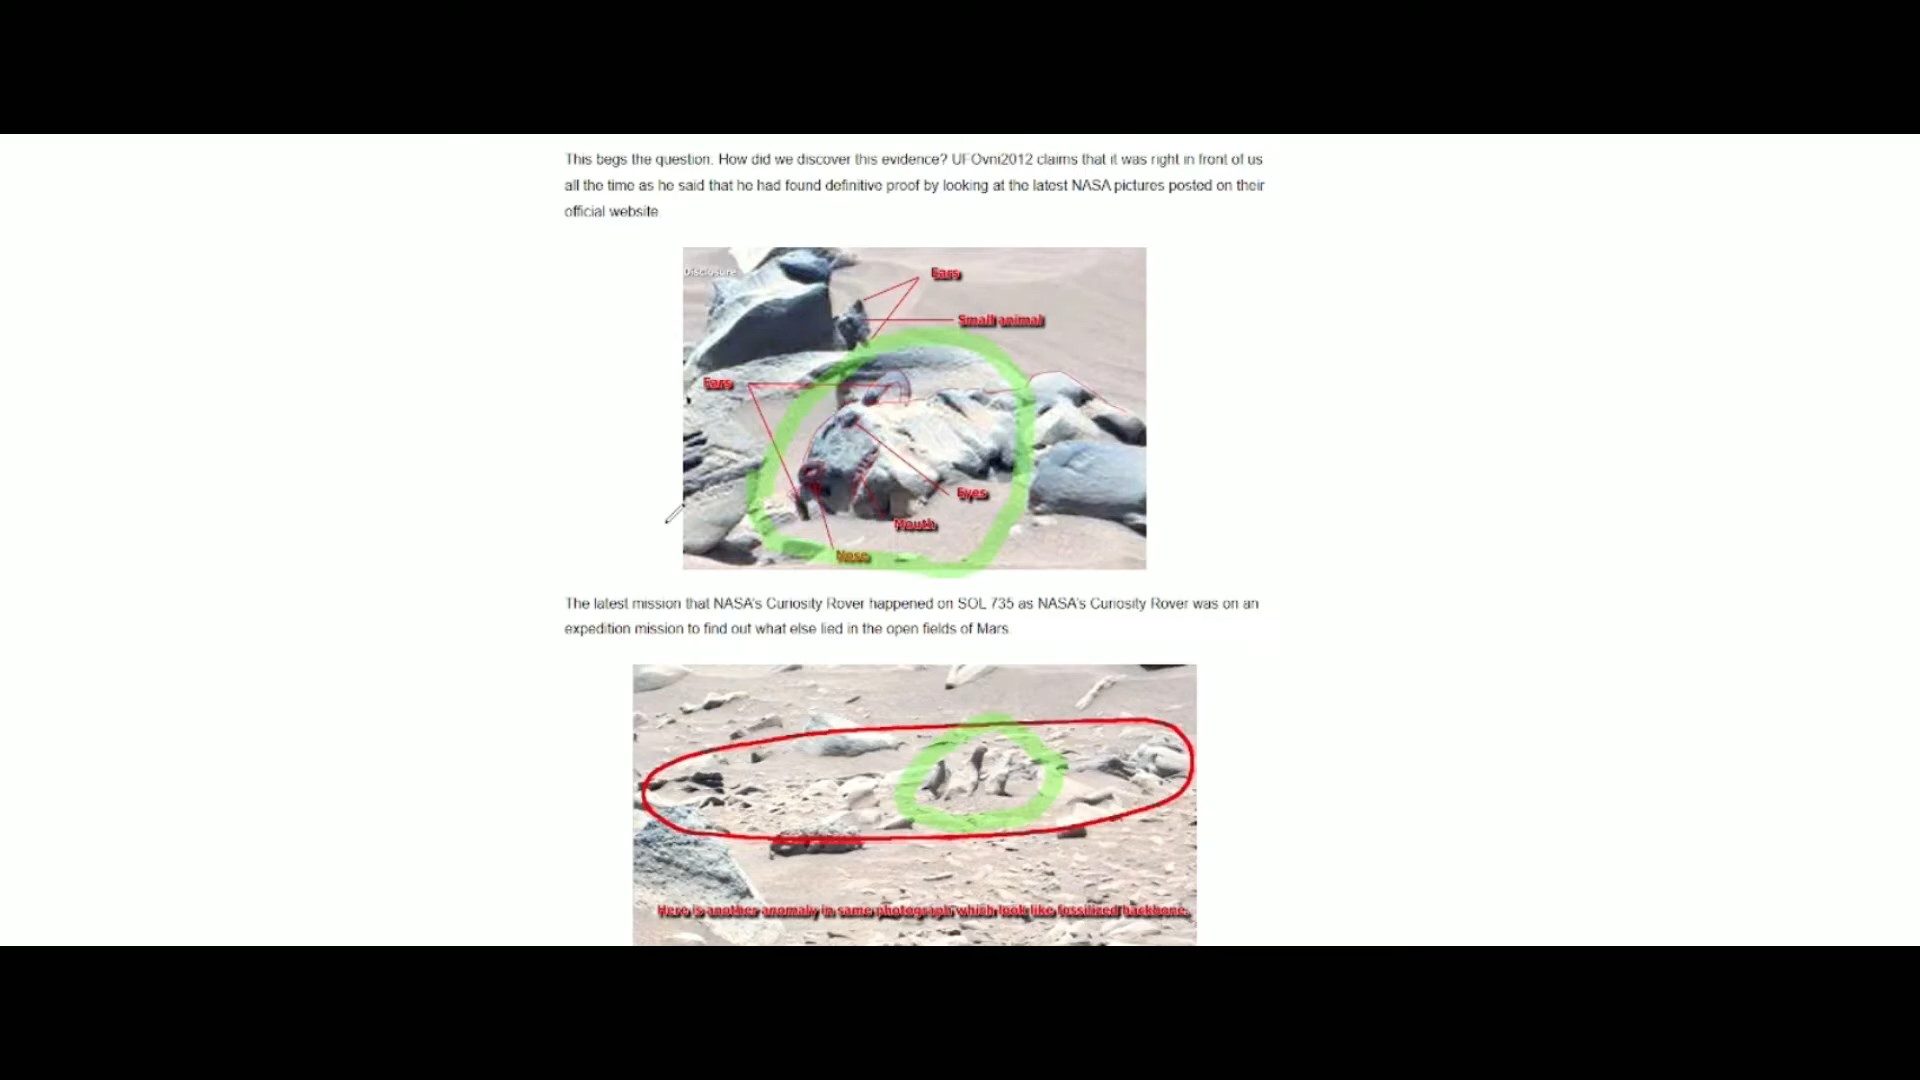 This begs the question. How did we discover this evidence? UFOvni2012 claims that it was right in front of us
all the time as he said that he had found definitive proof by looking at the latest NASA pictures posted on their
official website
Disclosure
Ears
Small animal
Ears
Eyes
Mouth
Nose
The latest mission that NASA's Curiosity Rover happened on SOL 735 as NASA's Curiosity Rover was on an
expedition mission to find out what else lied in the open fields of Mars.
Here is another anomaly in same photograph which look like fossilized backbone.